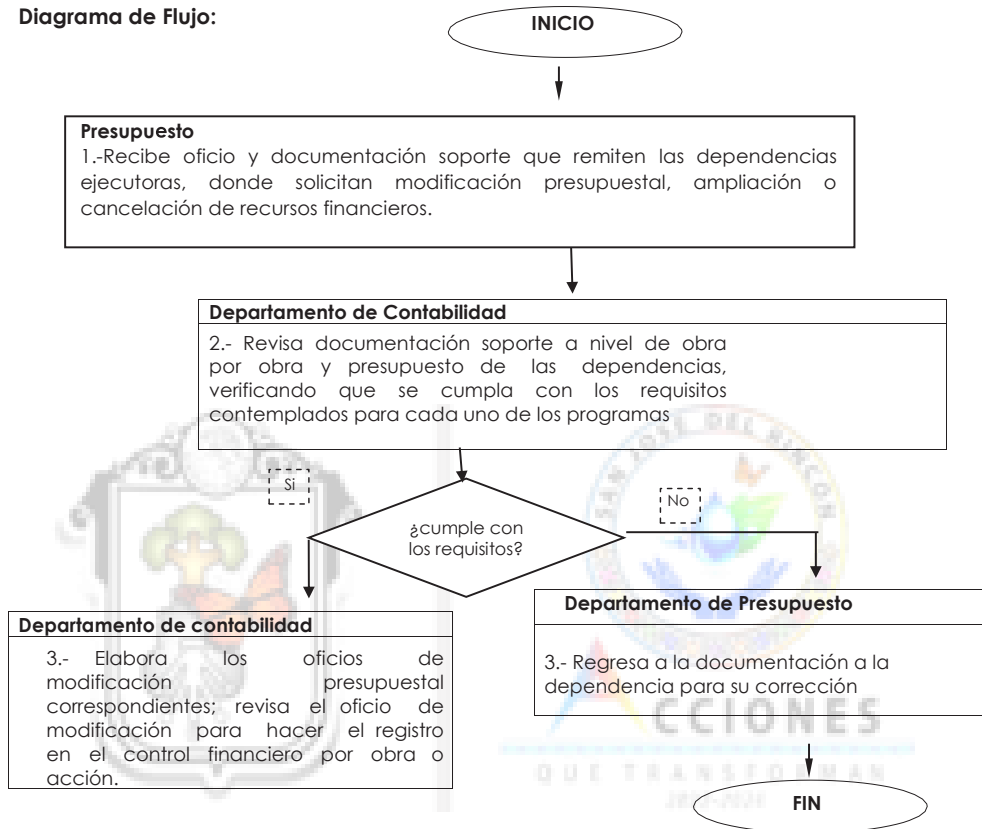 Diagrama de Flujo:
INICIO
Presupuesto
1.-Recibe oficio y documentación soporte que remiten las dependencias
ejecutoras, donde solicitan modificación presupuestal, ampliación o
cancelación de recursos financieros.
Departamento de Contabilidad
2.- Revisa documentación soporte a nivel de obra
por obra y presupuesto de las dependencias,
verificando que se cumpla con los requisitos
contemplados para cada uno de los programas
SAN JOSE DEL RINCON
Si
No
¿cumple con
los requisitos?
Departamento de contabilidad
3.- Elabora los oficios de
modificación presupuestal
correspondientes; revisa el oficio de
modificación para hacer el registro
en el control financiero por obra o
acción.
Departamento de Presupuesto
3.- Regresa a la documentación a la
dependencia para su corrección
ACCIONES
QUE TRANSFORMAN
FIN